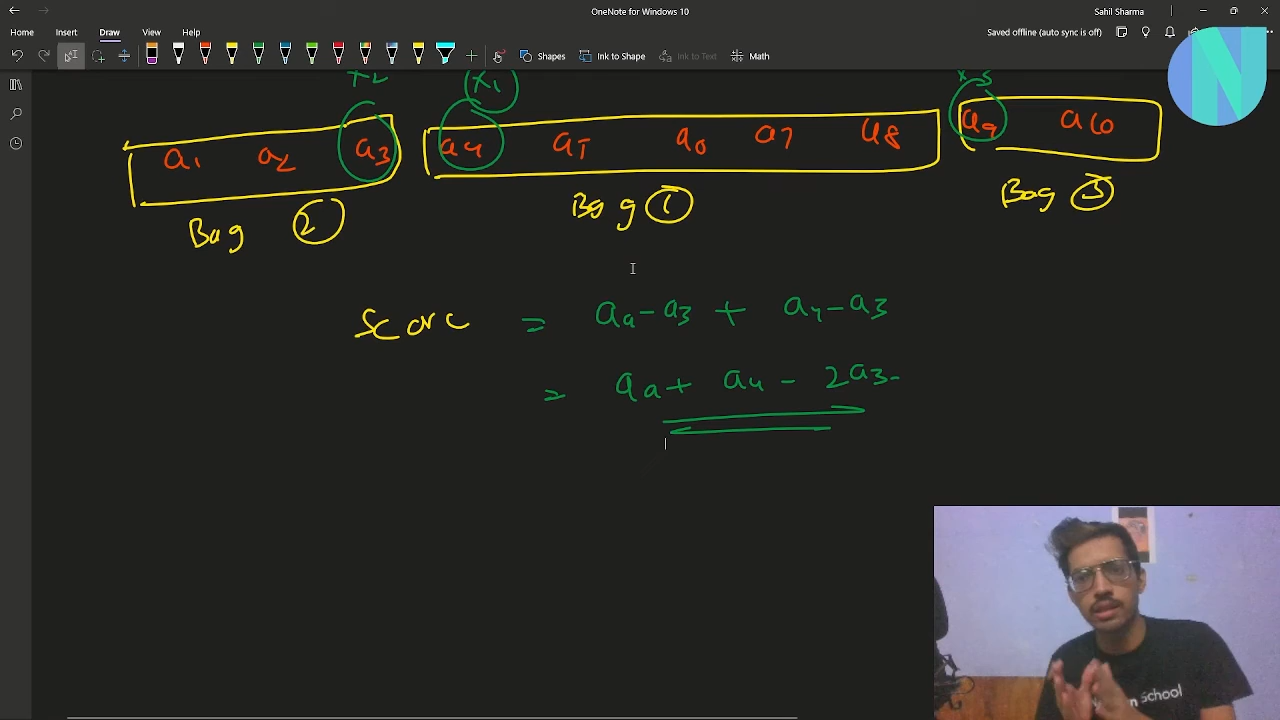 OneNote for Windows 10
Sahil Sharma
Home Insert Draw View Help
Saved offline (auto sync is off)
Shapes Ink to Shape Ink to Text Math
x2 x1 x3
a1 a2 a3 a4 a5 a6 a7 a8 a9 a10
Bag 2 Bag 1 Bag 3
Score = a9 - a3 + a4 - a3
= a9 + a4 - 2a3
School
N